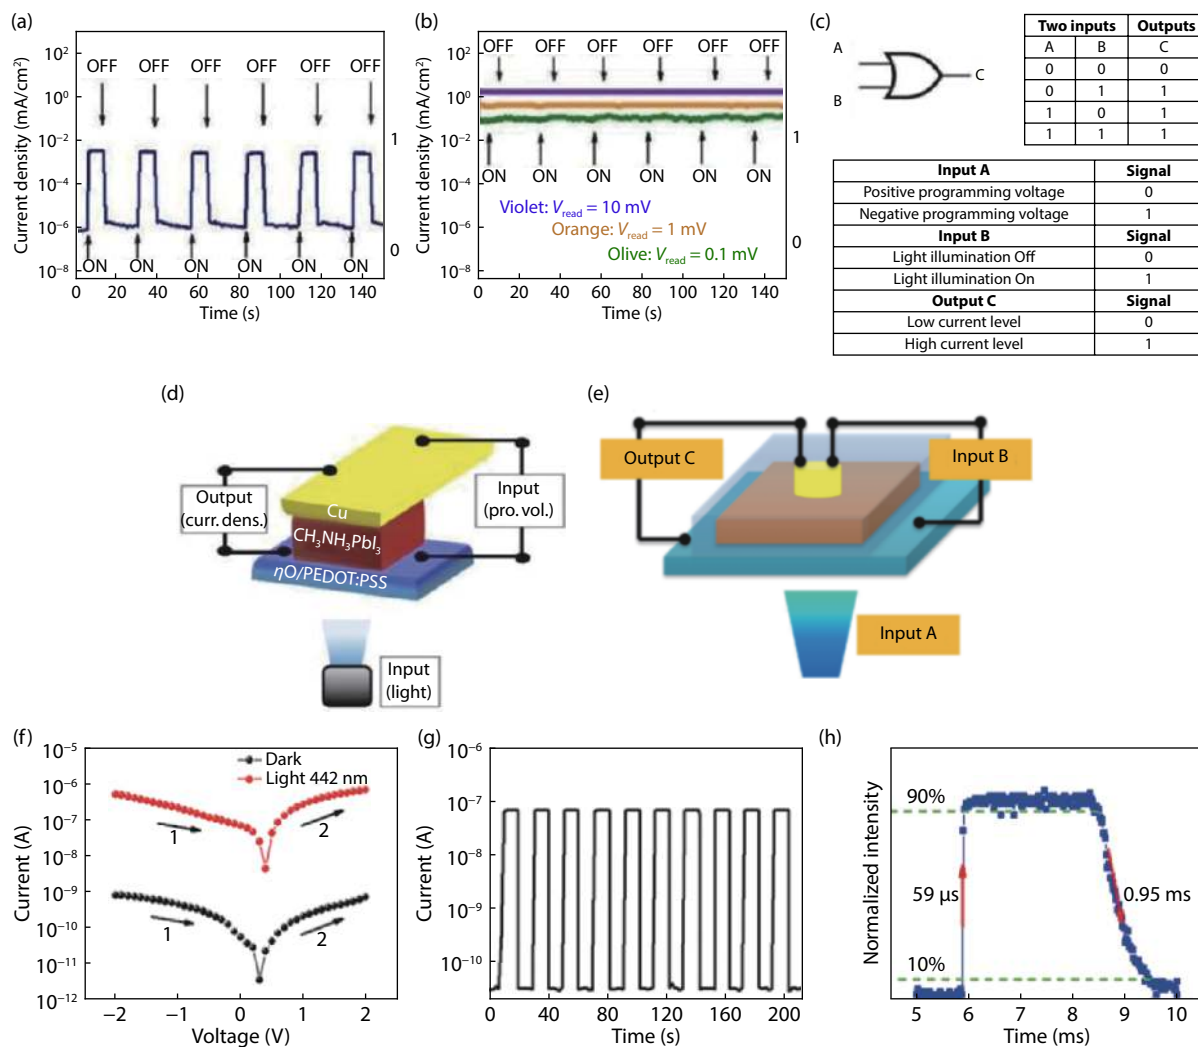 (a)
Current density (mA/cm²)
10²
10⁰
10⁻²
10⁻⁴
10⁻⁶
10⁻⁸
OFF OFF OFF OFF OFF OFF
ON ON ON ON ON ON
1
0
0 20 40 60 80 100 120 140
Time (s)
(b)
Current density (mA/cm²)
10²
10⁰
10⁻²
10⁻⁴
10⁻⁶
10⁻⁸
OFF OFF OFF OFF OFF OFF
ON ON ON ON ON ON
Violet: V_read = 10 mV
Orange: V_read = 1 mV
Olive: V_read = 0.1 mV
1
0
0 20 40 60 80 100 120 140
Time (s)
(c)
A
B
C
Two inputs Outputs
A B C
0 0 0
0 1 1
1 0 1
1 1 1
Input A Signal
Positive programming voltage 0
Negative programming voltage 1
Input B Signal
Light illumination Off 0
Light illumination On 1
Output C Signal
Low current level 0
High current level 1
(d)
Output
(curr. dens.)
Input
(pro. vol.)
Cu
CH₃NH₃PbI₃
ηO/PEDOT:PSS
Input
(light)
(e)
Output C
Input B
Input A
(f)
Current (A)
10⁻⁵
10⁻⁶
10⁻⁷
10⁻⁸
10⁻⁹
10⁻¹⁰
10⁻¹¹
10⁻¹²
Dark
Light 442 nm
1
2
1
2
−2 −1 0 1 2
Voltage (V)
(g)
Current (A)
10⁻⁶
10⁻⁷
10⁻⁸
10⁻⁹
10⁻¹⁰
0 40 80 120 160 200
Time (s)
(h)
Normalized intensity
90%
59 μs
0.95 ms
10%
5 6 7 8 9 10
Time (ms)